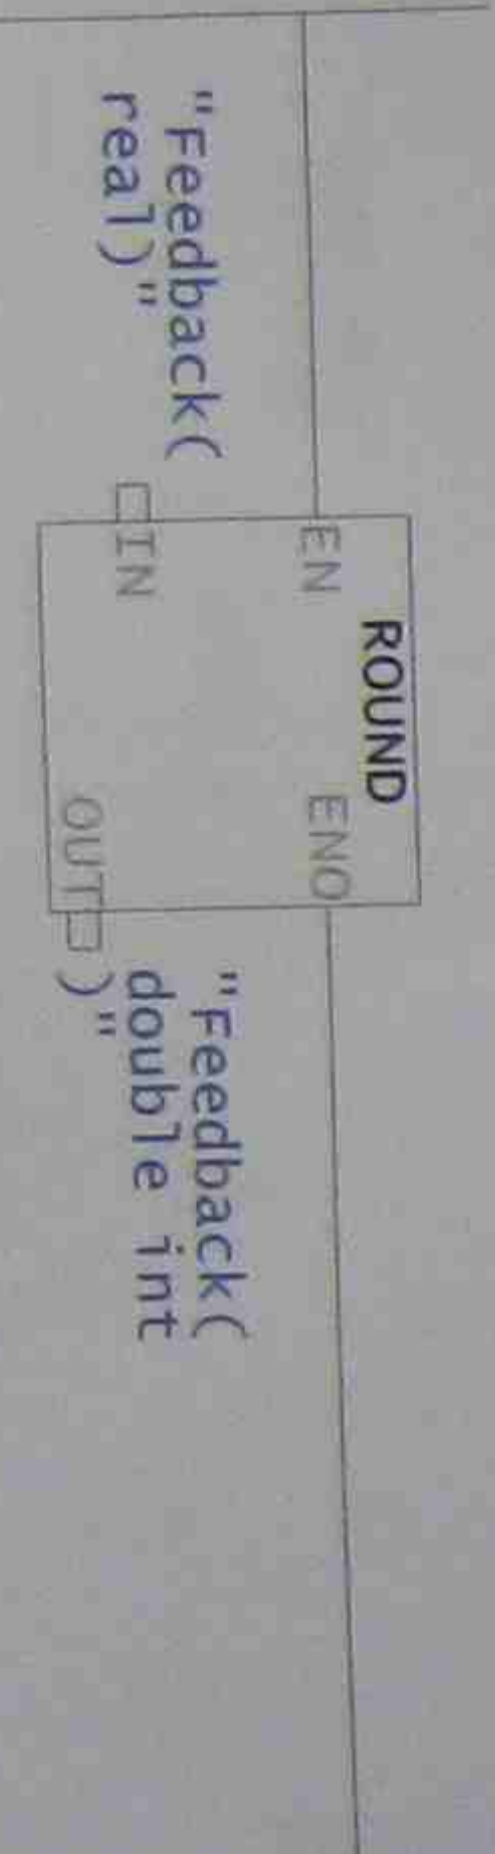 ROUND
EN
ENO
"Feedback(
real)"
IN
"Feedback(
double int
)"
OUT